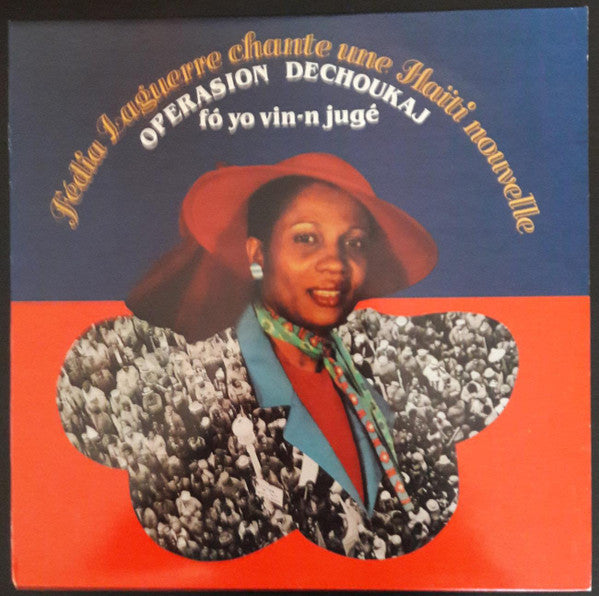 Fédia Laguerre chante une Haïti nouvelle
OPERASION DECHOUKAJ
fó yo vin-n jugé